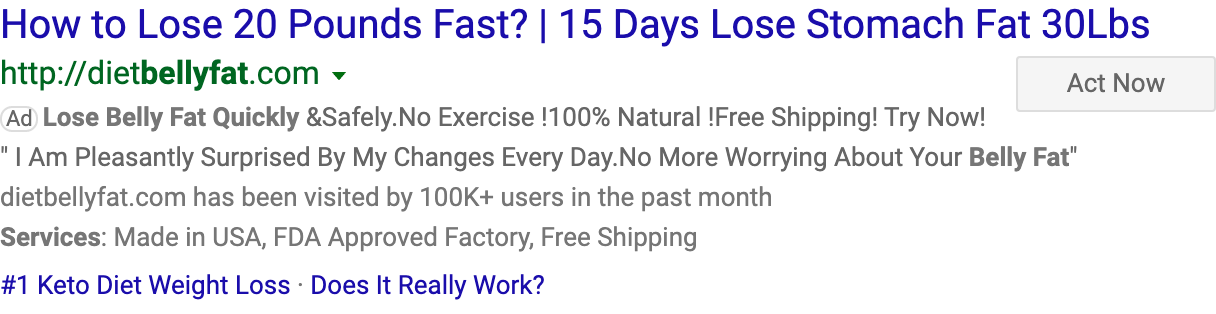 How to Lose 20 Pounds Fast? | 15 Days Lose Stomach Fat 30Lbs
http://dietbellyfat.com
Act Now
Ad Lose Belly Fat Quickly &Safely.No Exercise !100% Natural !Free Shipping! Try Now!
" I Am Pleasantly Surprised By My Changes Every Day.No More Worrying About Your Belly Fat"
dietbellyfat.com has been visited by 100K+ users in the past month
Services: Made in USA, FDA Approved Factory, Free Shipping
#1 Keto Diet Weight Loss · Does It Really Work?